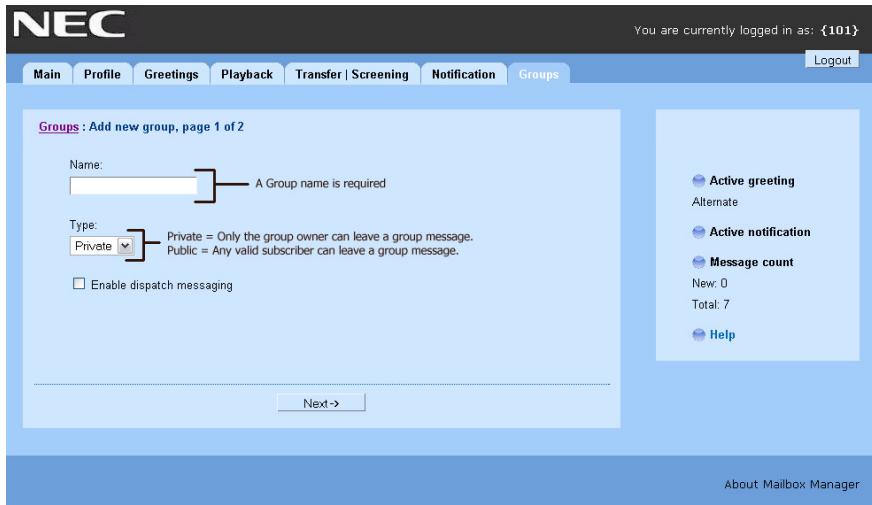 NEC
You are currently logged in as: {101}
Logout
Main Profile Greetings Playback Transfer | Screening Notification Groups
Groups : Add new group, page 1 of 2
Name:
A Group name is required
Type:
Private
Private = Only the group owner can leave a group message.
Public = Any valid subscriber can leave a group message.
Enable dispatch messaging
Next->
Active greeting
Alternate
Active notification
Message count
New: 0
Total: 7
Help
About Mailbox Manager